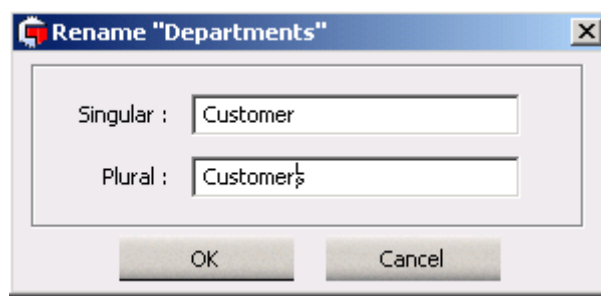 Rename "Departments"
Singular : Customer
Plural : Customers
OK Cancel